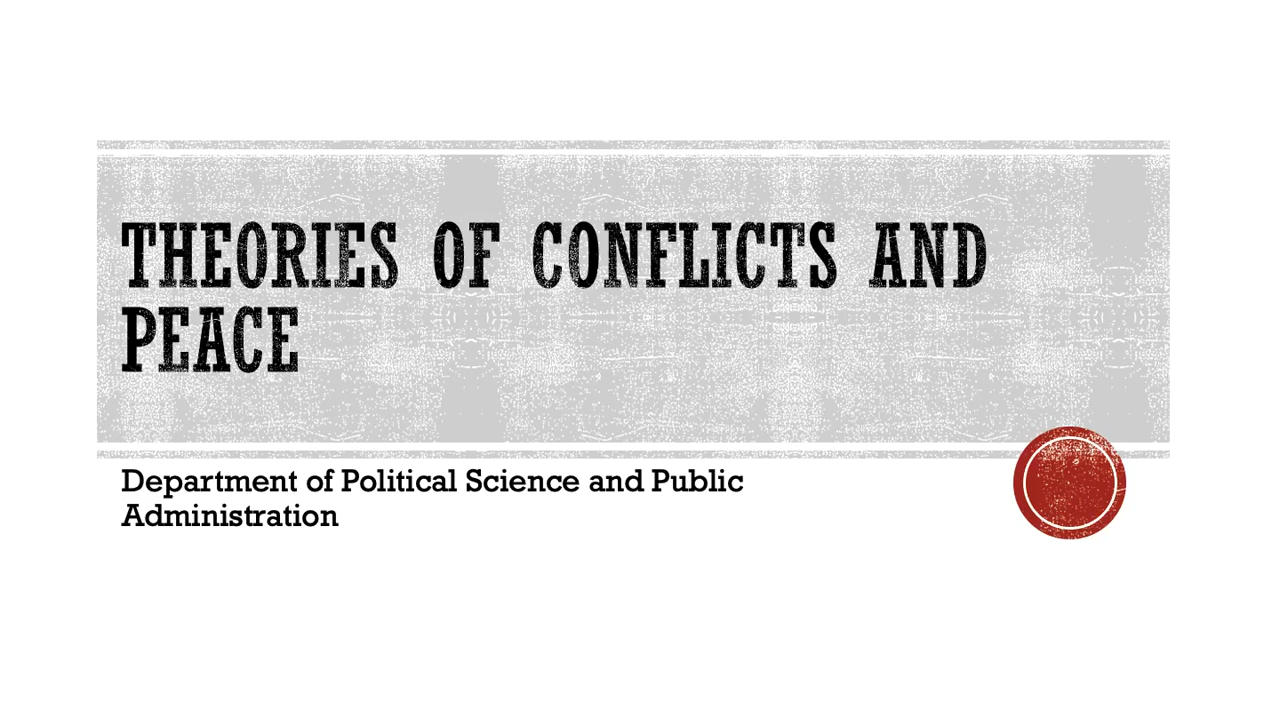 THEORIES OF CONFLICTS AND
PEACE
Department of Political Science and Public
Administration